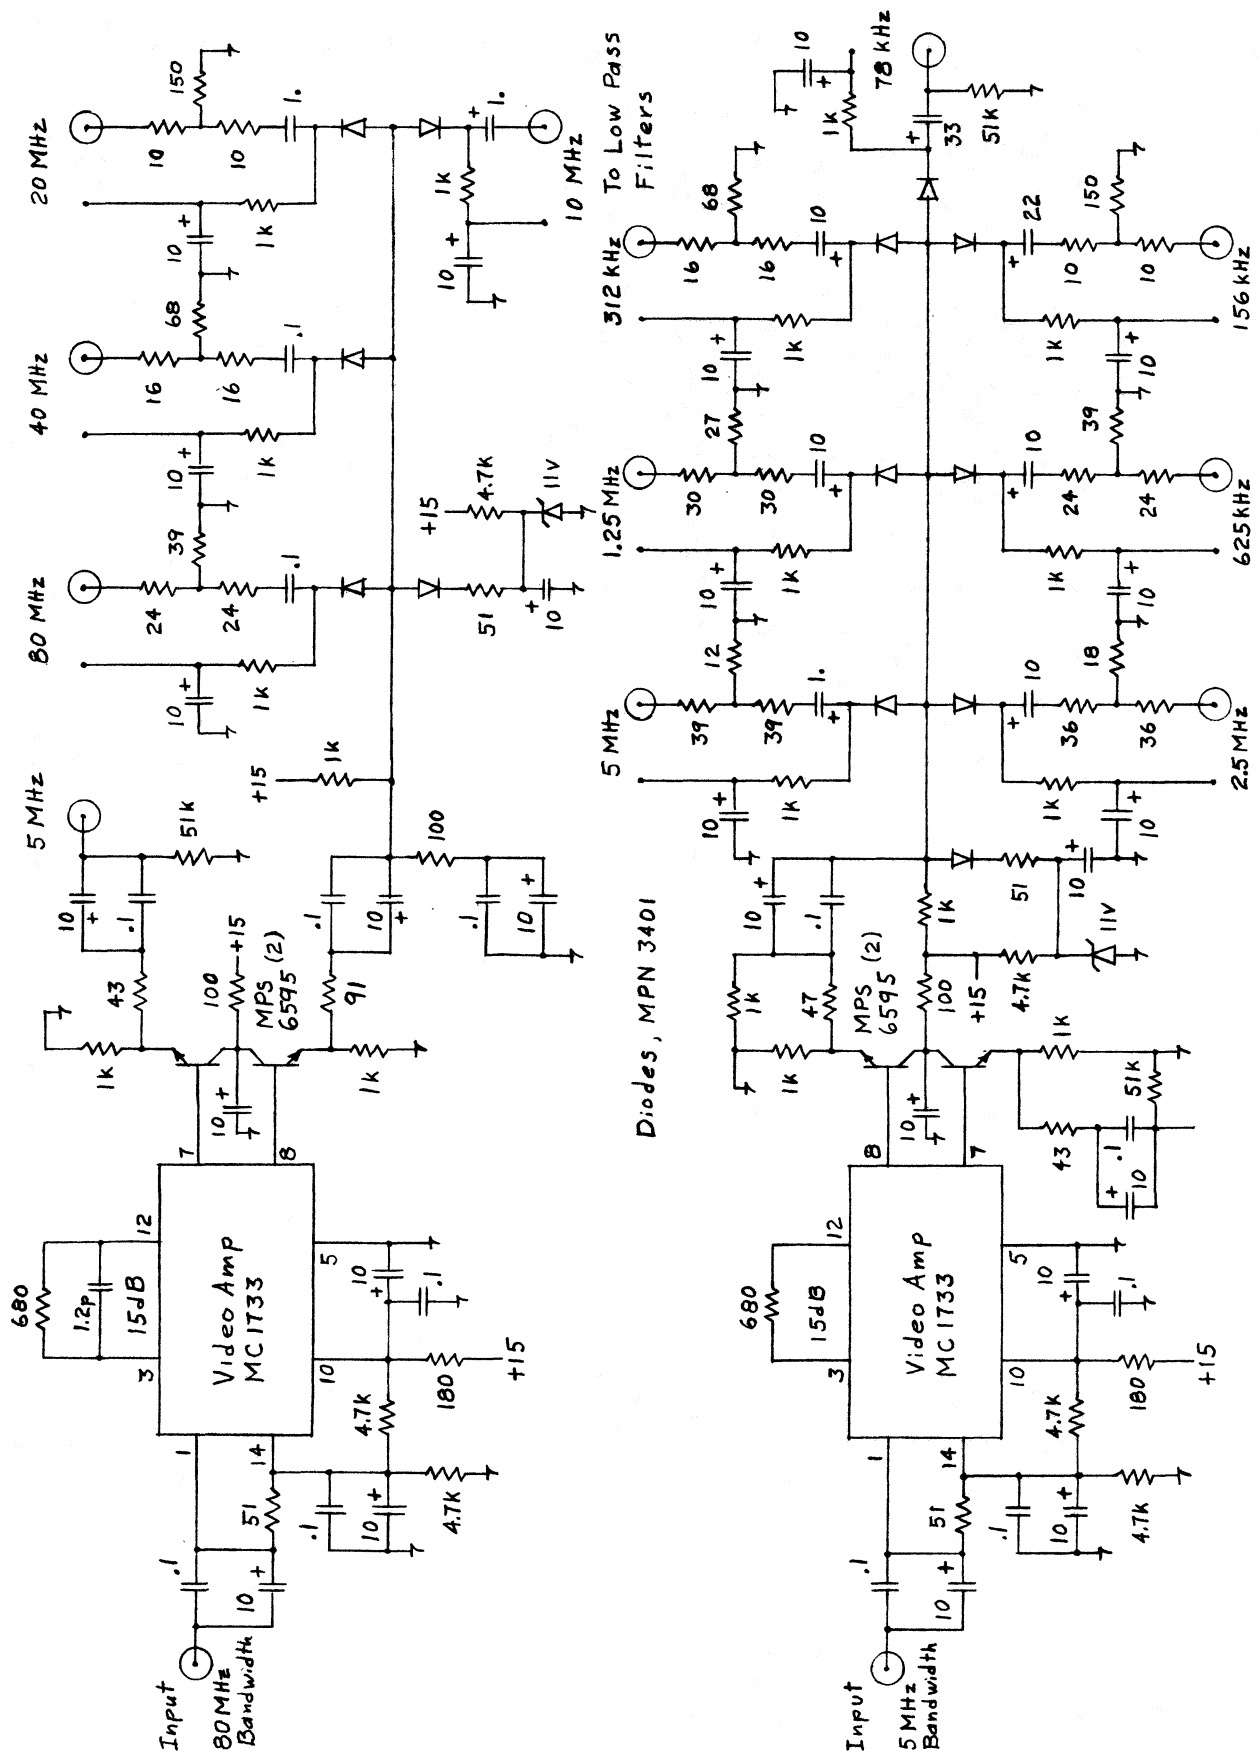 Input
80 MHz
Bandwidth
.1
10 +
51
1
14
.1
10 +
4.7K
4.7K
680
1.2p
15dB
3
12
Video Amp
MC1733
10
5
180
+15
10
+
.1
7
8
10 +
1K
43
100
+15
MPS
6595 (2)
91
1K
10
+
.1
51K
5 MHz
.1
10
+
100
.1
10 +
+15
1K
80 MHz
10 +
1K
24
24
39
.1
51
+
10
+15
4.7K
11V
40 MHz
10 +
1K
16
16
68
.1
20 MHz
10 +
1K
10
10
150
1.
1K
10 +
+ 1.
10 MHz
Input
5 MHz
Bandwidth
.1
10 +
51
1
14
.1
10 +
4.7K
4.7K
680
15dB
3
12
Video Amp
MC1733
10
5
180
+15
10
+
.1
8
7
10 +
1K
1K
47
100
+15
MPS
6595 (2)
43
1K
51K
.1
+
10
Diodes, MPN 3401
10 +
.1
1K
4.7K
51
10 +
11V
5 MHz
10 +
1K
39
39
12
1.
+
2.5 MHz
1K
10
+
10
+
36
36
18
1.25 MHz
10 +
1K
30
30
27
10
+
625 kHz
1K
10
+
10
+
24
24
39
312 kHz
10 +
1K
16
16
68
10
+
156 kHz
1K
10
+
22
+
10
10
150
To Low Pass
Filters
1K
10
+
+
33
51K
78 kHz